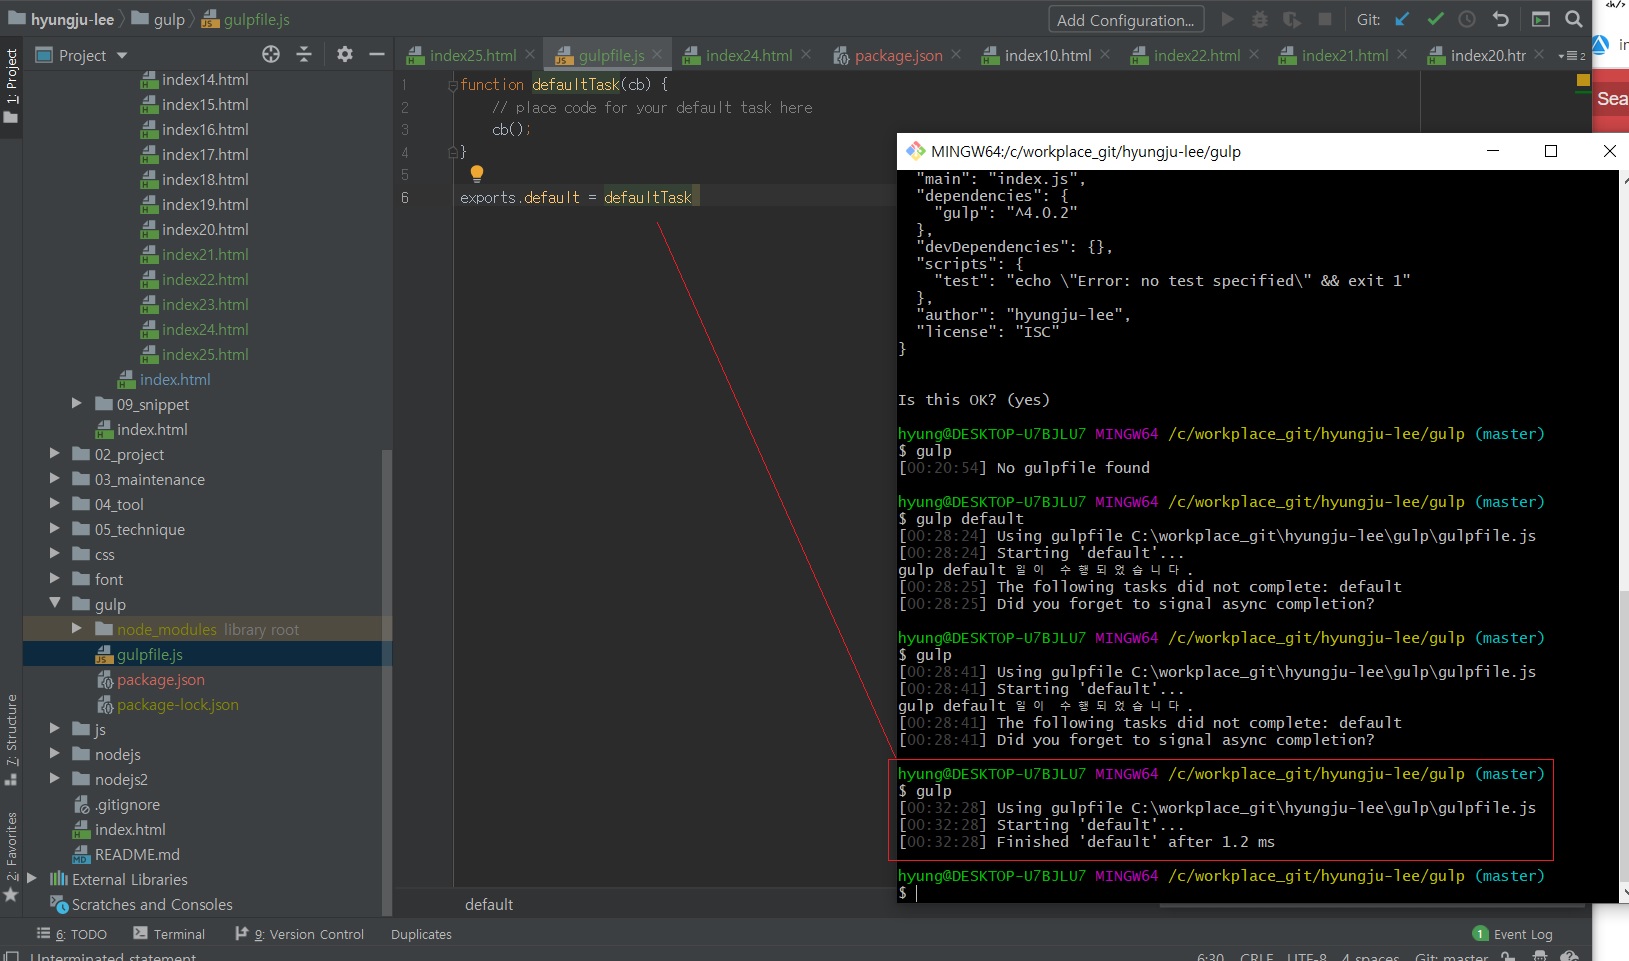 hyungju-lee gulp gulpfile.js
Add Configuration...
Git:
Project
index25.html gulpfile.js index24.html package.json index10.html index22.html index21.html index20.htr
2
1: Project
Sea
index14.html
index15.html
index16.html
index17.html
index18.html
index19.html
index20.html
index21.html
index22.html
index23.html
index24.html
index25.html
index.html
09_snippet
index.html
02_project
03_maintenance
04_tool
05_technique
css
font
gulp
node_modules library root
gulpfile.js
package.json
package-lock.json
js
nodejs
nodejs2
.gitignore
index.html
README.md
External Libraries
Scratches and Consoles
7: Structure
2: Favorites
1 function defaultTask(cb) {
2 // place code for your default task here
3 cb();
4 }
5
6 exports.default = defaultTask
default
MINGW64:/c/workplace_git/hyungju-lee/gulp
"main": "index.js",
"dependencies": {
"gulp": "^4.0.2"
},
"devDependencies": {},
"scripts": {
"test": "echo \"Error: no test specified\" && exit 1"
},
"author": "hyungju-lee",
"license": "ISC"
}
Is this OK? (yes)
hyung@DESKTOP-U7BJLU7 MINGW64 /c/workplace_git/hyungju-lee/gulp (master)
$ gulp
[00:20:54] No gulpfile found
hyung@DESKTOP-U7BJLU7 MINGW64 /c/workplace_git/hyungju-lee/gulp (master)
$ gulp default
[00:28:24] Using gulpfile C:\workplace_git\hyungju-lee\gulp\gulpfile.js
[00:28:24] Starting 'default'...
gulp default 일이 수행되었습니다.
[00:28:25] The following tasks did not complete: default
[00:28:25] Did you forget to signal async completion?
hyung@DESKTOP-U7BJLU7 MINGW64 /c/workplace_git/hyungju-lee/gulp (master)
$ gulp
[00:28:41] Using gulpfile C:\workplace_git\hyungju-lee\gulp\gulpfile.js
[00:28:41] Starting 'default'...
gulp default 일이 수행되었습니다.
[00:28:41] The following tasks did not complete: default
[00:28:41] Did you forget to signal async completion?
hyung@DESKTOP-U7BJLU7 MINGW64 /c/workplace_git/hyungju-lee/gulp (master)
$ gulp
[00:32:28] Using gulpfile C:\workplace_git\hyungju-lee\gulp\gulpfile.js
[00:32:28] Starting 'default'...
[00:32:28] Finished 'default' after 1.2 ms
hyung@DESKTOP-U7BJLU7 MINGW64 /c/workplace_git/hyungju-lee/gulp (master)
$
6: TODO Terminal 9: Version Control Duplicates
1 Event Log
Unterminated statement
6:30 CRLF UTF-8 4 spaces Git: master